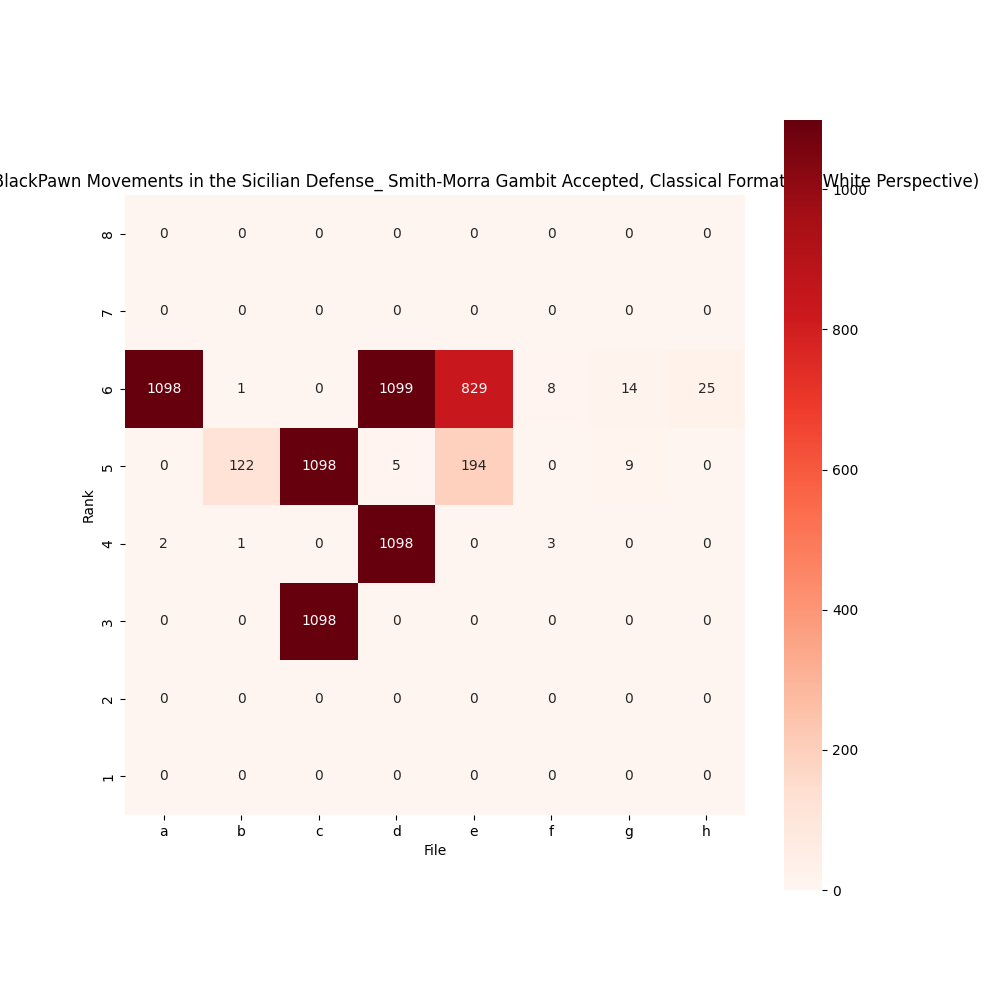 BlackPawn Movements in the Sicilian Defense_ Smith-Morra Gambit Accepted, Classical Format White Perspective)
8 0 0 0 0 0 0 0 0
7 0 0 0 0 0 0 0 0
6 1098 1 0 1099 829 8 14 25
5 0 122 1098 5 194 0 9 0
4 2 1 0 1098 0 3 0 0
3 0 0 1098 0 0 0 0 0
2 0 0 0 0 0 0 0 0
1 0 0 0 0 0 0 0 0
a b c d e f g h
File
Rank
1000
800
600
400
200
0